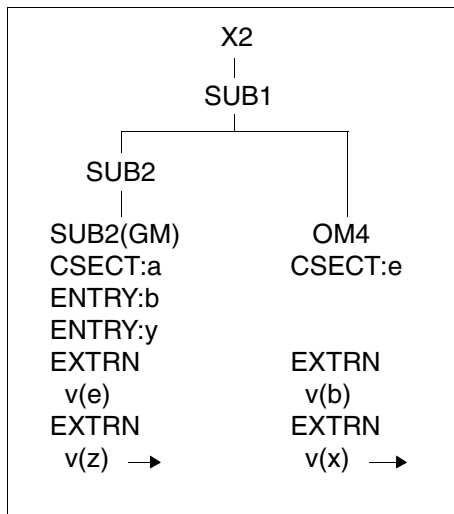 X2
SUB1
SUB2
SUB2(GM) OM4
CSECT:a CSECT:e
ENTRY:b
ENTRY:y
EXTRN EXTRN
v(e) v(b)
EXTRN EXTRN
v(z) → v(x) →